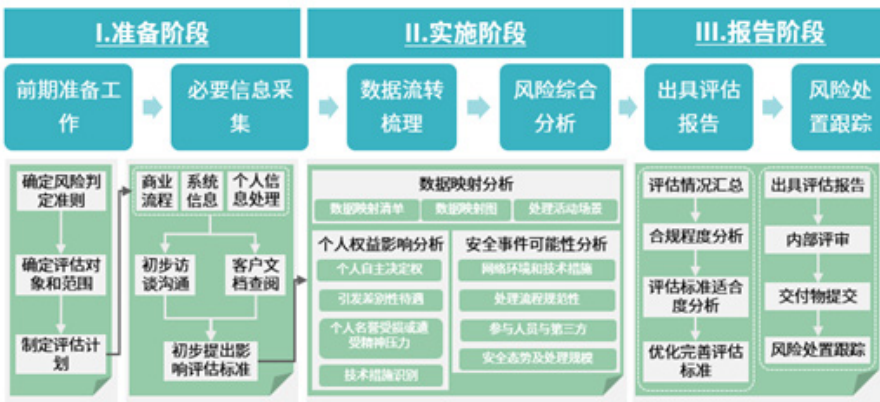 I.准备阶段
II.实施阶段
III.报告阶段
前期准备工
作
必要信息采
集
数据流转
梳理
风险综合
分析
出具评估
报告
风险处
置跟踪
确定风险判
定准则
确定评估对
象和范围
制定评估计
划
商业
流程
系统
信息
个人信
息处理
初步访
谈沟通
客户文
档查阅
初步提出影
响评估标准
数据映射分析
数据映射清单
数据映射图
处理活动场景
个人权益影响分析
个人自主决定权
引发差别性待遇
个人名誉受损或遭
受精神压力
技术措施识别
安全事件可能性分析
网络环境和技术措施
处理流程规范性
参与人员与第三方
安全态势及处理规模
评估情况汇总
合规程度分析
评估标准适合
度分析
优化完善评估
标准
出具评估报告
内部评审
交付物提交
风险处置跟踪